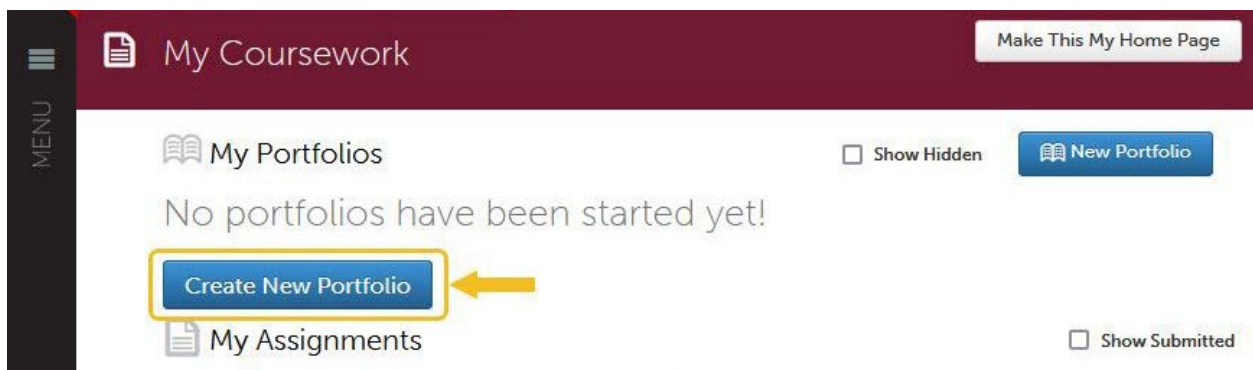 MENU
My Coursework
Make This My Home Page
My Portfolios
Show Hidden
New Portfolio
No portfolios have been started yet!
Create New Portfolio
My Assignments
Show Submitted